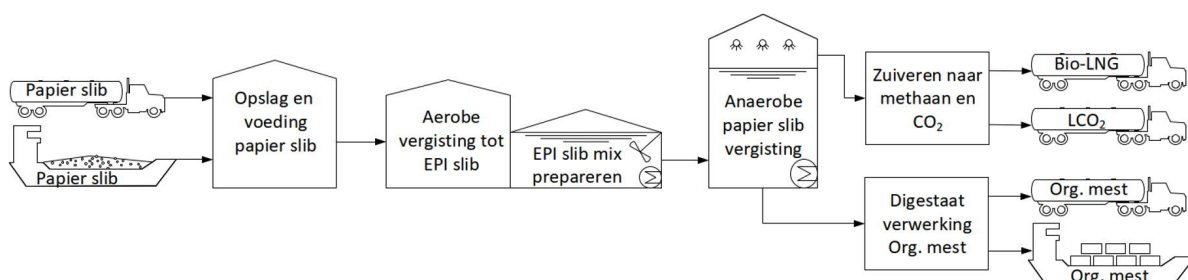 Papier slib
Papier slib
Opslag en
voeding
papier slib
Aerobe
vergisting tot
EPI slib
EPI slib mix
prepareren
Anaerobe
papier slib
vergisting
Zuiveren naar
methaan en
CO₂
Bio-LNG
LCO₂
Digestaat
verwerking
Org. mest
Org. mest
Org. mest